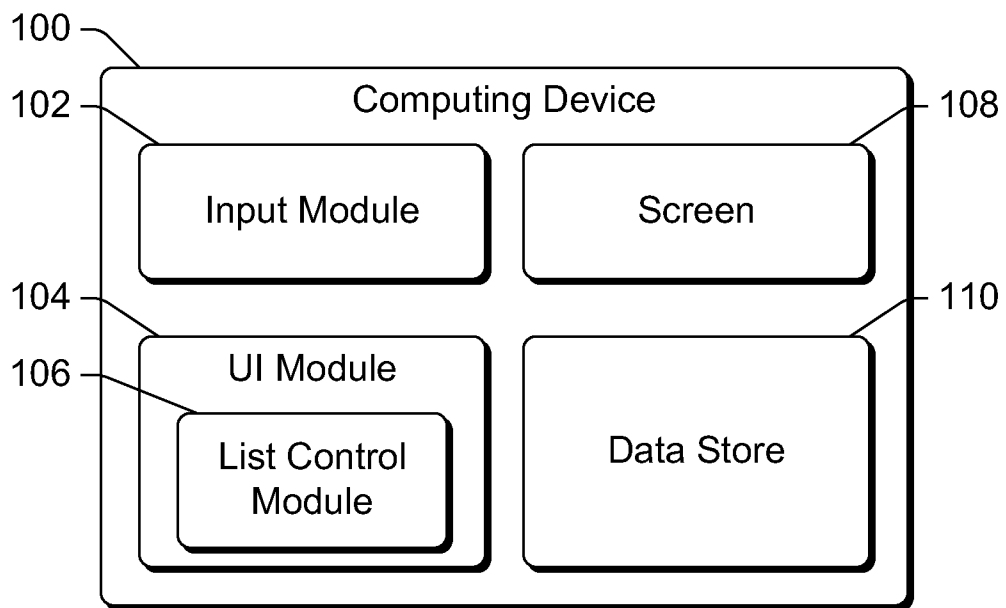 100
Computing Device
102
108
Input Module
Screen
104
110
UI Module
106
List Control
Module
Data Store